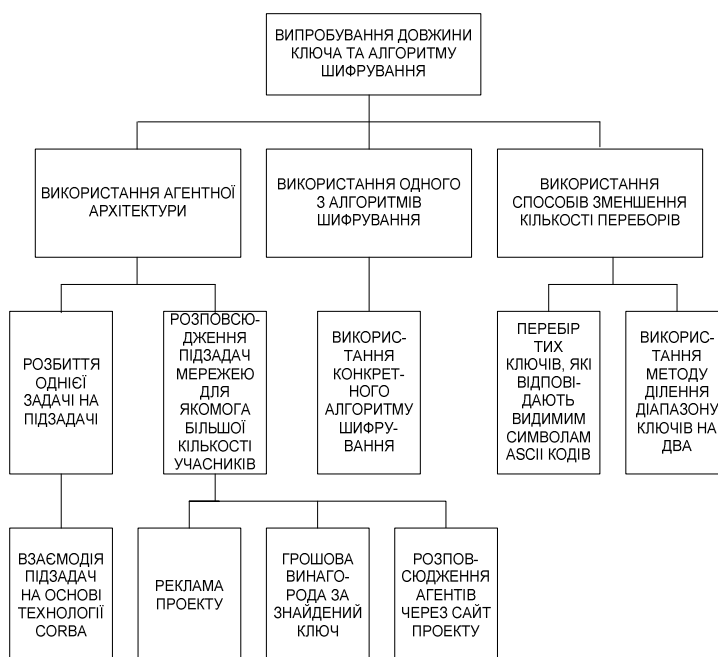 ВИПРОБУВАННЯ ДОВЖИНИ
КЛЮЧА ТА АЛГОРИТМУ
ШИФРУВАННЯ
ВИКОРИСТАННЯ АГЕНТНОЇ
АРХІТЕКТУРИ
ВИКОРИСТАННЯ ОДНОГО
З АЛГОРИТМІВ
ШИФРУВАННЯ
ВИКОРИСТАННЯ
СПОСОБІВ ЗМЕНШЕННЯ
КІЛЬКОСТІ ПЕРЕБОРІВ
РОЗБИТТЯ
ОДНІЄЇ
ЗАДАЧІ НА
ПІДЗАДАЧІ
РОЗПОВСЮ-
ДЖЕННЯ
ПІДЗАДАЧ
МЕРЕЖЕЮ
ДЛЯ
ЯКОМОГА
БІЛЬШОЇ
КІЛЬКОСТІ
УЧАСНИКІВ
ВИКОРИС-
ТАННЯ
КОНКРЕТ-
НОГО
АЛГОРИТМУ
ШИФРУ-
ВАННЯ
ПЕРЕБІР
ТИХ
КЛЮЧІВ, ЯКІ
ВІДПОВІ-
ДАЮТЬ
ВИДИМИМ
СИМВОЛАМ
ASCII КОДІВ
ВИКОРИС-
ТАННЯ
МЕТОДУ
ДІЛЕННЯ
ДІАПАЗОНУ
КЛЮЧІВ НА
ДВА
ВЗАЄМОДІЯ
ПІДЗАДАЧ
НА ОСНОВІ
ТЕХНОЛОГІЇ
CORBA
РЕКЛАМА
ПРОЕКТУ
ГРОШОВА
ВИНАГО-
РОДА ЗА
ЗНАЙДЕНИЙ
КЛЮЧ
РОЗПОВ-
СЮДЖЕННЯ
АГЕНТІВ
ЧЕРЕЗ САЙТ
ПРОЕКТУ